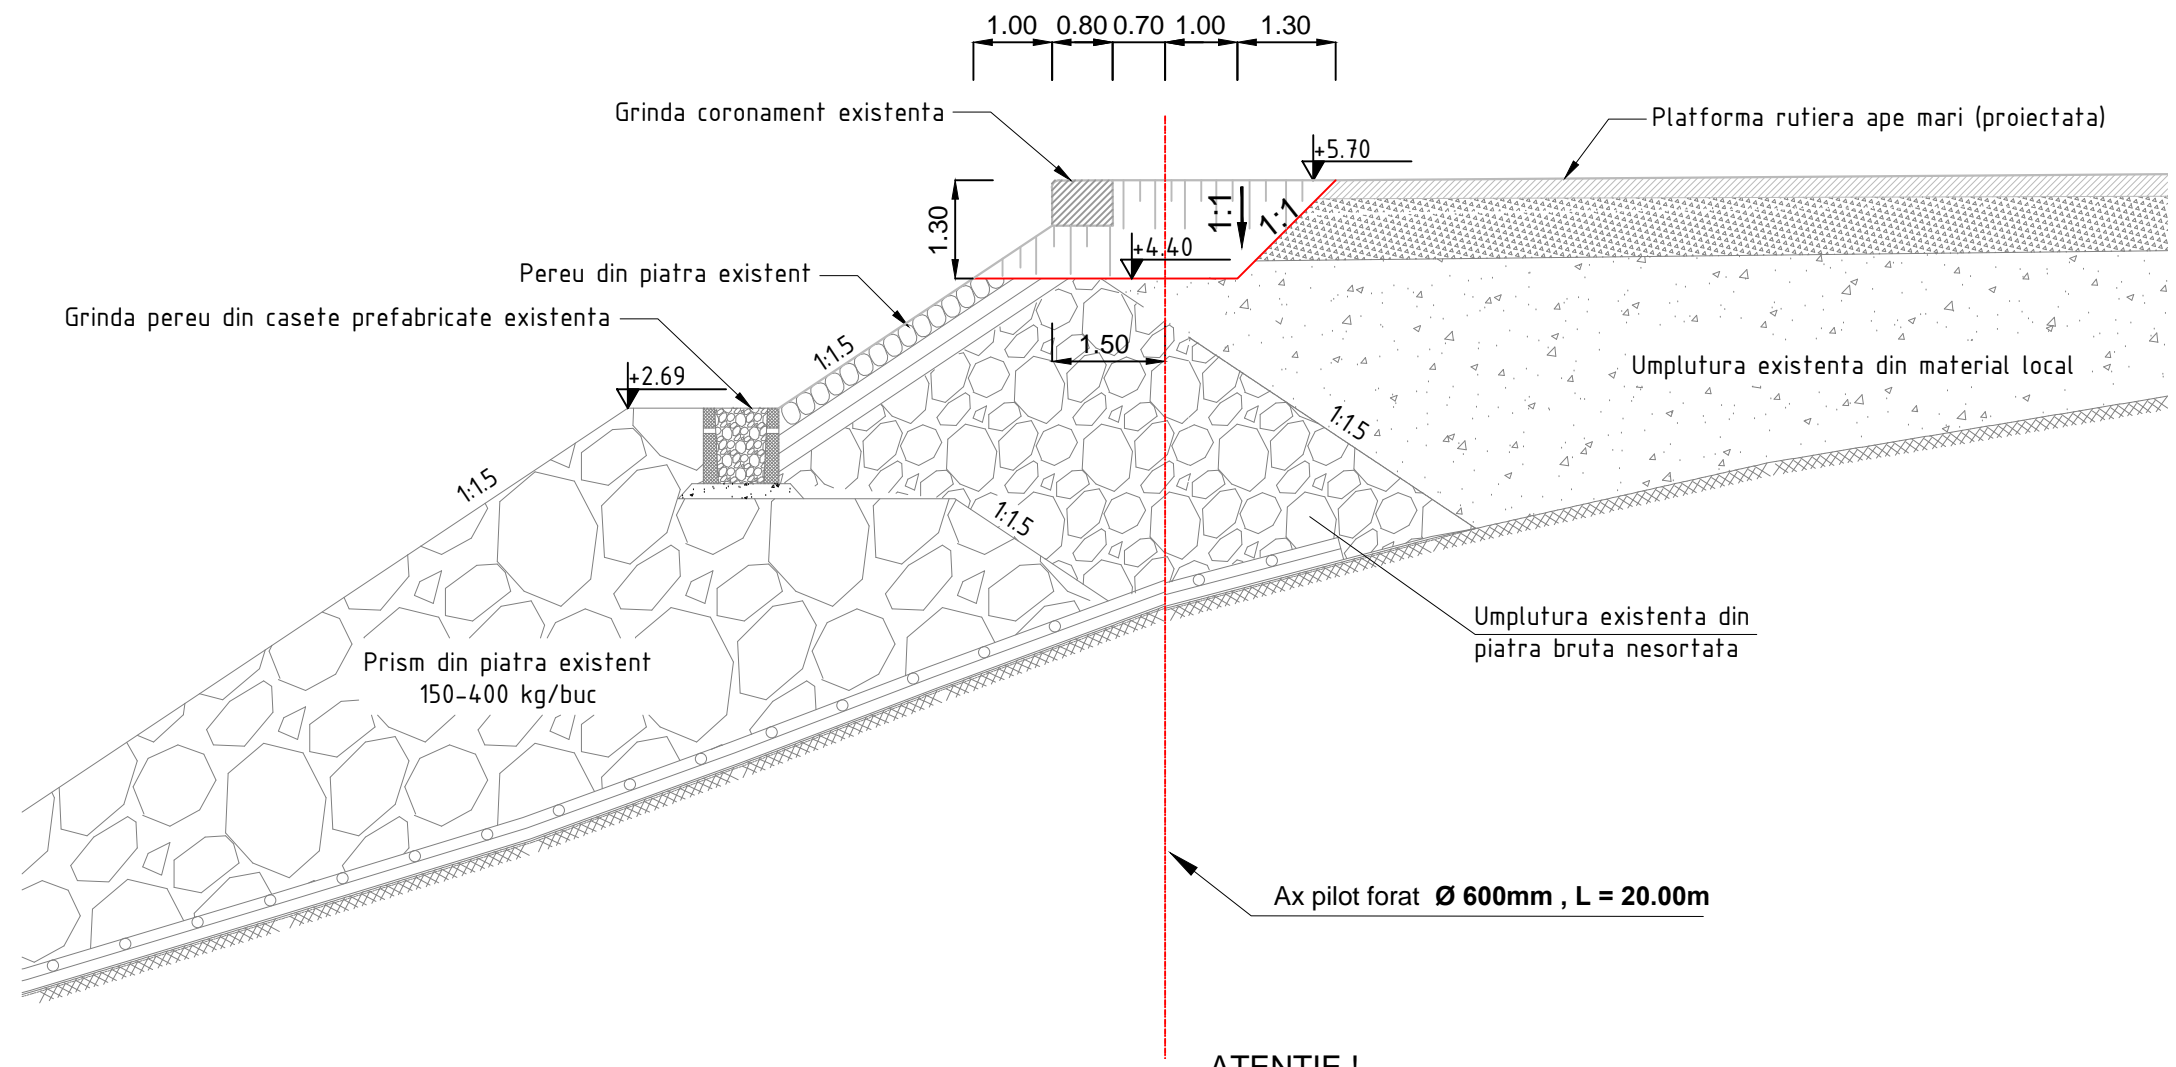 1.00 0.80 0.70 1.00 1.30
Grinda coronament existenta
Platforma rutiera ape mari (proiectata)
+5.70
1.30
1:1
1:1
+4.40
Pereu din piatra existent
Grinda pereu din casete prefabricate existenta
1:1.5
1.50
Umplutura existenta din material local
+2.69
1:1.5
1:1.5
1:1.5
Umplutura existenta din
piatra bruta nesortata
Prism din piatra existent
150-400 kg/buc
Ax pilot forat Ø 600mm , L = 20.00m
ATENTIE !